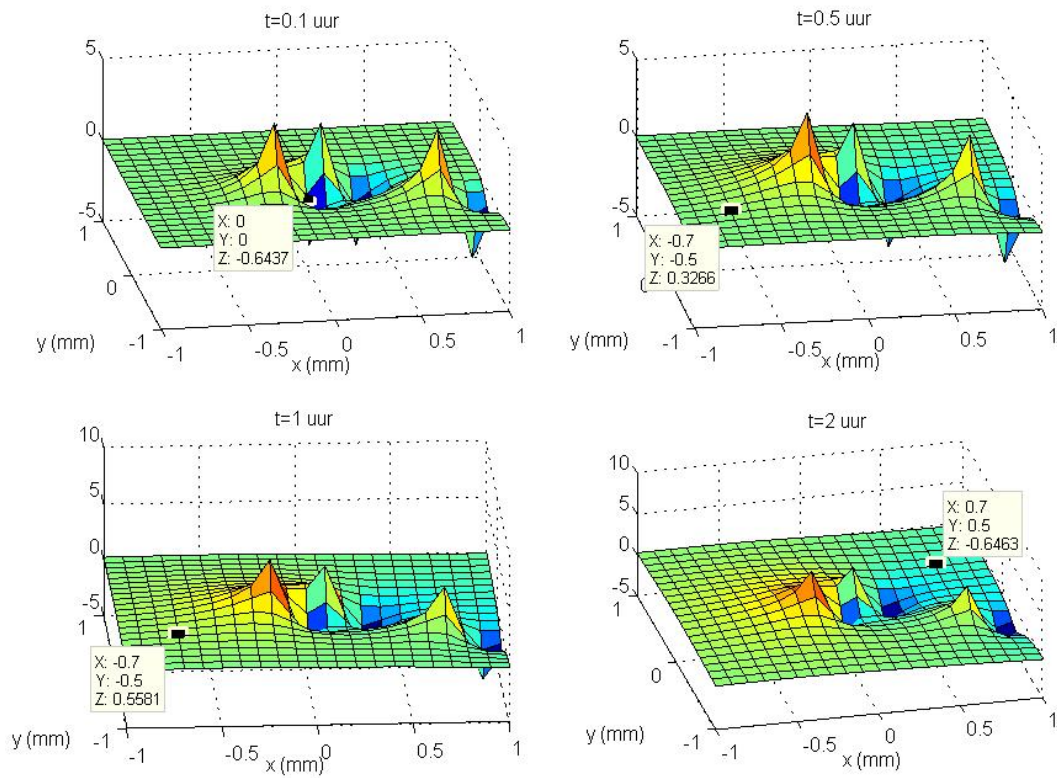 t=0.1 uur
5
0
-5
1
0
-1
y (mm)
-1
-0.5
0
0.5
1
x (mm)
X: 0
Y: 0
Z: -0.6437
t=0.5 uur
5
0
-5
1
-1
y (mm)
-1
-0.5
0
0.5
1
x (mm)
X: -0.7
Y: -0.5
Z: 0.3266
t=1 uur
10
5
0
-5
1
-1
y (mm)
-1
-0.5
0
0.5
1
x (mm)
X: -0.7
Y: -0.5
Z: 0.5581
t=2 uur
10
5
0
-5
1
0
-1
y (mm)
-1
-0.5
0
0.5
1
x (mm)
X: 0.7
Y: 0.5
Z: -0.6463